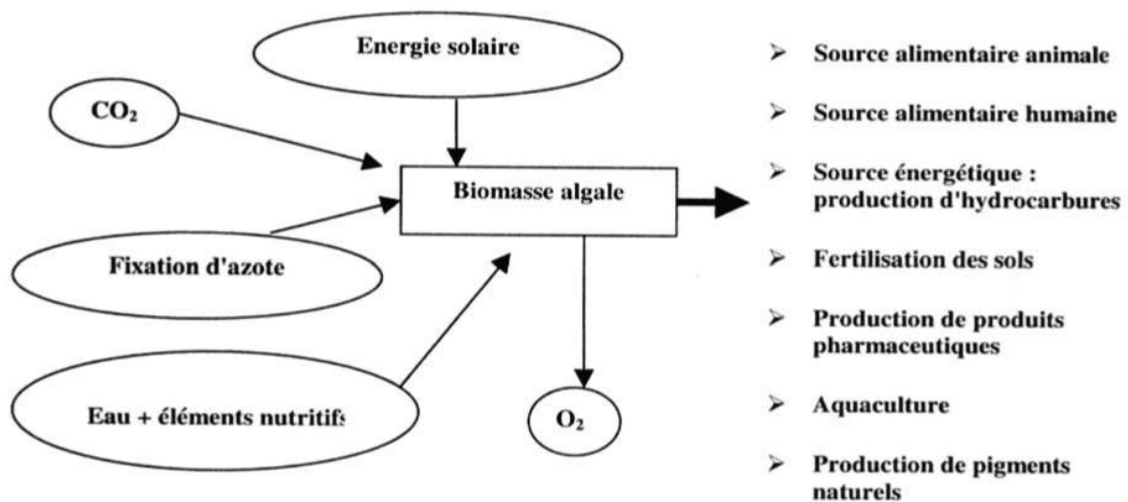 Energie solaire
CO₂
Biomasse algale
Fixation d'azote
Eau + éléments nutritifs
O₂
➢ Source alimentaire animale
➢ Source alimentaire humaine
➢ Source énergétique :
production d'hydrocarbures
➢ Fertilisation des sols
➢ Production de produits
pharmaceutiques
➢ Aquaculture
➢ Production de pigments
naturels